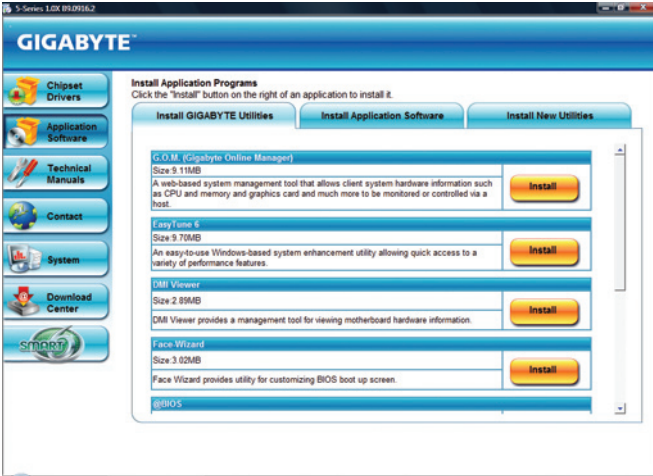 5-Series 1.0X B9.0916.2
GIGABYTE™
Chipset
Drivers
Application
Software
Technical
Manuals
Contact
System
Download
Center
SMART
Install Application Programs
Click the "Install" button on the right of an application to install it.
Install GIGABYTE Utilities
Install Application Software
Install New Utilities
G.O.M. (Gigabyte Online Manager)
Size:9.11MB
A web-based system management tool that allows client system hardware information such
as CPU and memory and graphics card and much more to be monitored or controlled via a
host.
Install
EasyTune 6
Size:9.70MB
An easy-to-use Windows-based system enhancement utility allowing quick access to a
variety of performance features.
Install
DMI Viewer
Size:2.89MB
DMI Viewer provides a management tool for viewing motherboard hardware information.
Install
Face-Wizard
Size:3.02MB
Face Wizard provides utility for customizing BIOS boot up screen.
Install
@BIOS